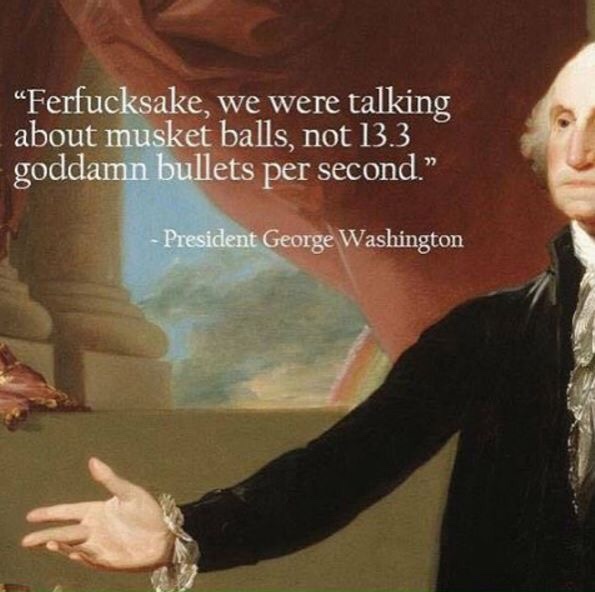 “Ferfucksake, we were talking
about musket balls, not 13.3
goddamn bullets per second.”
- President George Washington